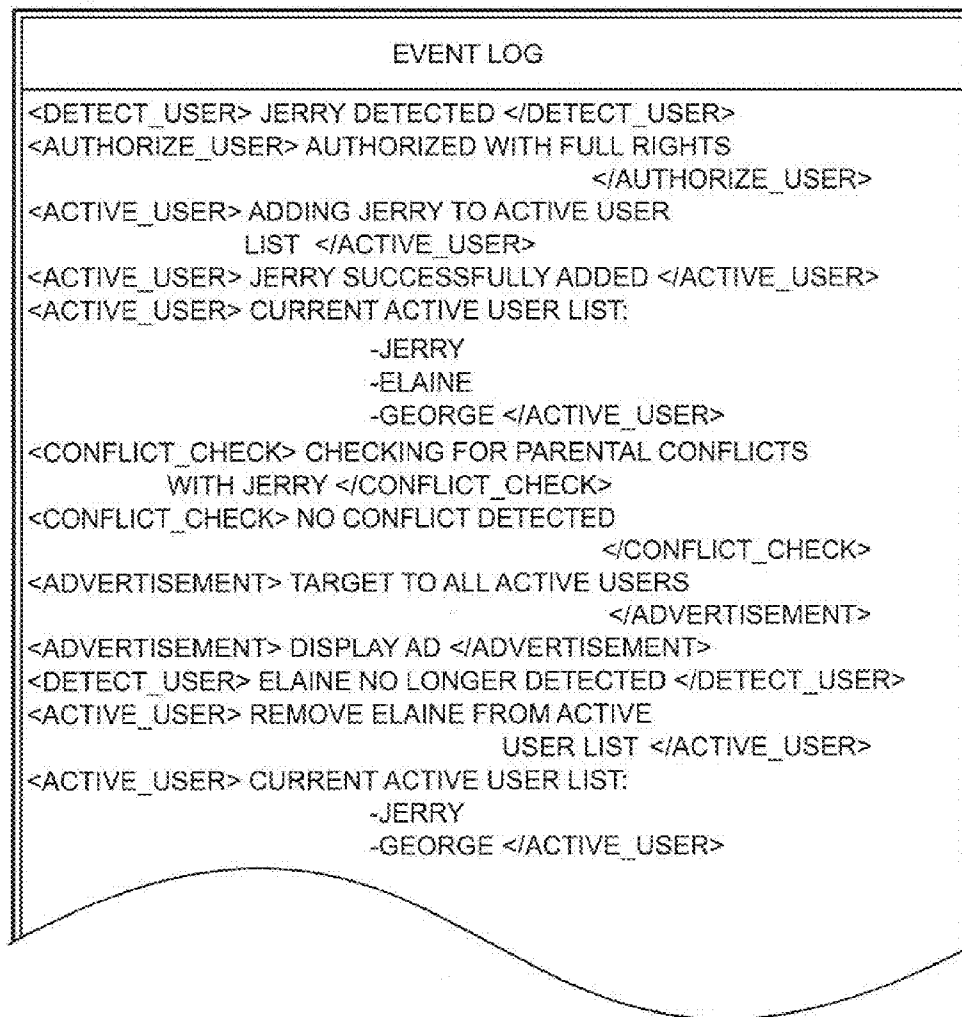 EVENT LOG
<DETECT_USER> JERRY DETECTED </DETECT_USER>
<AUTHORIZE_USER> AUTHORIZED WITH FULL RIGHTS
</AUTHORIZE_USER>
<ACTIVE_USER> ADDING JERRY TO ACTIVE USER
LIST </ACTIVE_USER>
<ACTIVE_USER> JERRY SUCCESSFULLY ADDED </ACTIVE_USER>
<ACTIVE_USER> CURRENT ACTIVE USER LIST:
-JERRY
-ELAINE
-GEORGE </ACTIVE_USER>
<CONFLICT_CHECK> CHECKING FOR PARENTAL CONFLICTS
WITH JERRY </CONFLICT_CHECK>
<CONFLICT_CHECK> NO CONFLICT DETECTED
</CONFLICT_CHECK>
<ADVERTISEMENT> TARGET TO ALL ACTIVE USERS
</ADVERTISEMENT>
<ADVERTISEMENT> DISPLAY AD </ADVERTISEMENT>
<DETECT_USER> ELAINE NO LONGER DETECTED </DETECT_USER>
<ACTIVE_USER> REMOVE ELAINE FROM ACTIVE
USER LIST </ACTIVE_USER>
<ACTIVE_USER> CURRENT ACTIVE USER LIST:
-JERRY
-GEORGE </ACTIVE_USER>